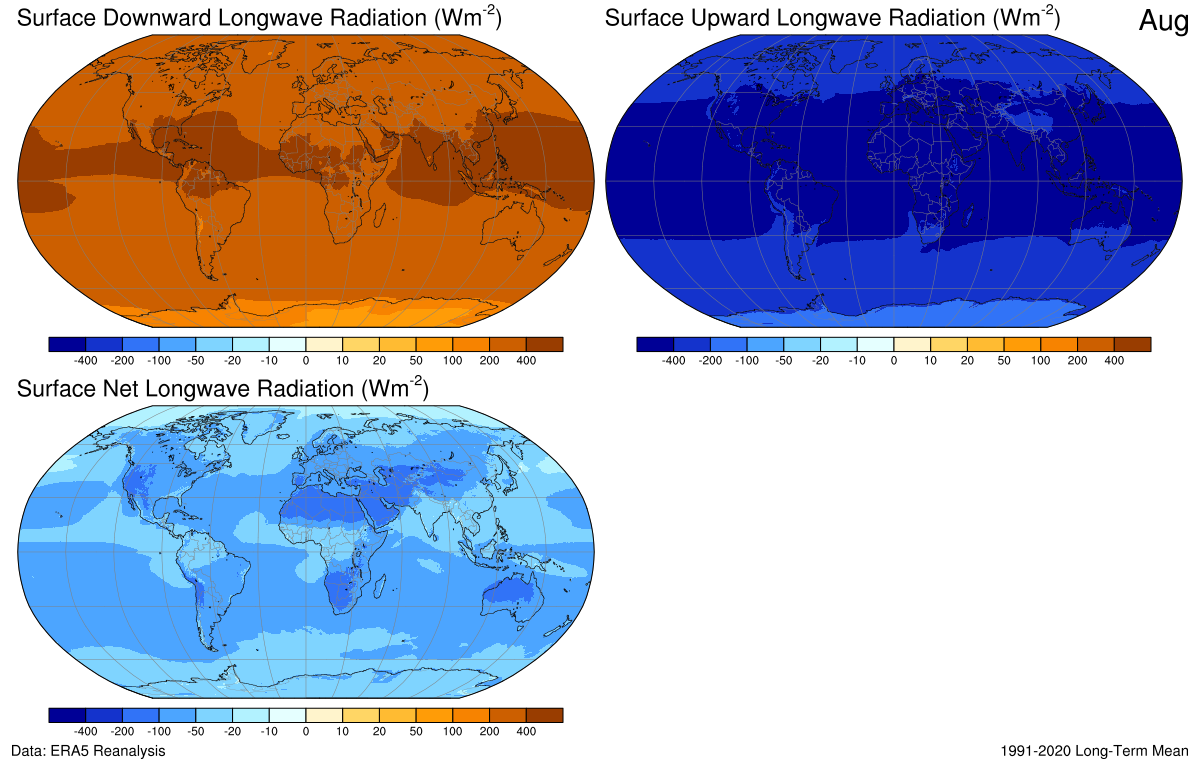 Surface Downward Longwave Radiation (Wm-2)
Surface Upward Longwave Radiation (Wm-2)
Aug
-400 -200 -100 -50 -20 -10 0 10 20 50 100 200 400
-400 -200 -100 -50 -20 -10 0 10 20 50 100 200 400
Surface Net Longwave Radiation (Wm-2)
-400 -200 -100 -50 -20 -10 0 10 20 50 100 200 400
Data: ERA5 Reanalysis
1991-2020 Long-Term Mean